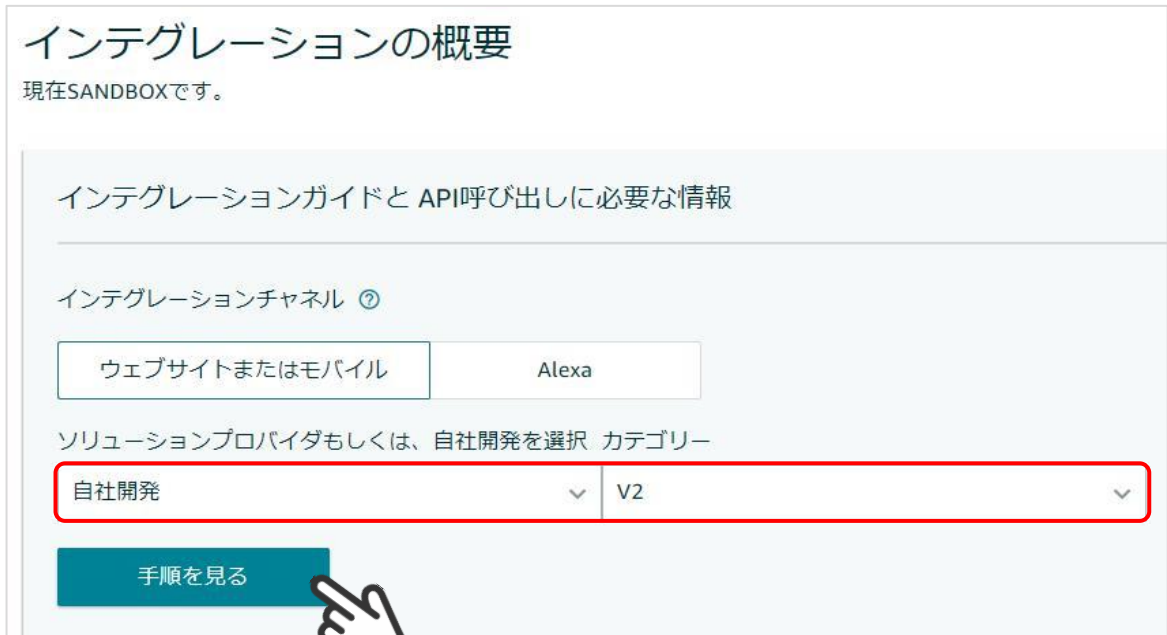 インテグレーションの概要
現在SANDBOXです。
インテグレーションガイドと API呼び出しに必要な情報
インテグレーションチャネル ?
ウェブサイトまたはモバイル Alexa
ソリューションプロバイダもしくは、自社開発を選択 カテゴリー
自社開発 V2
手順を見る